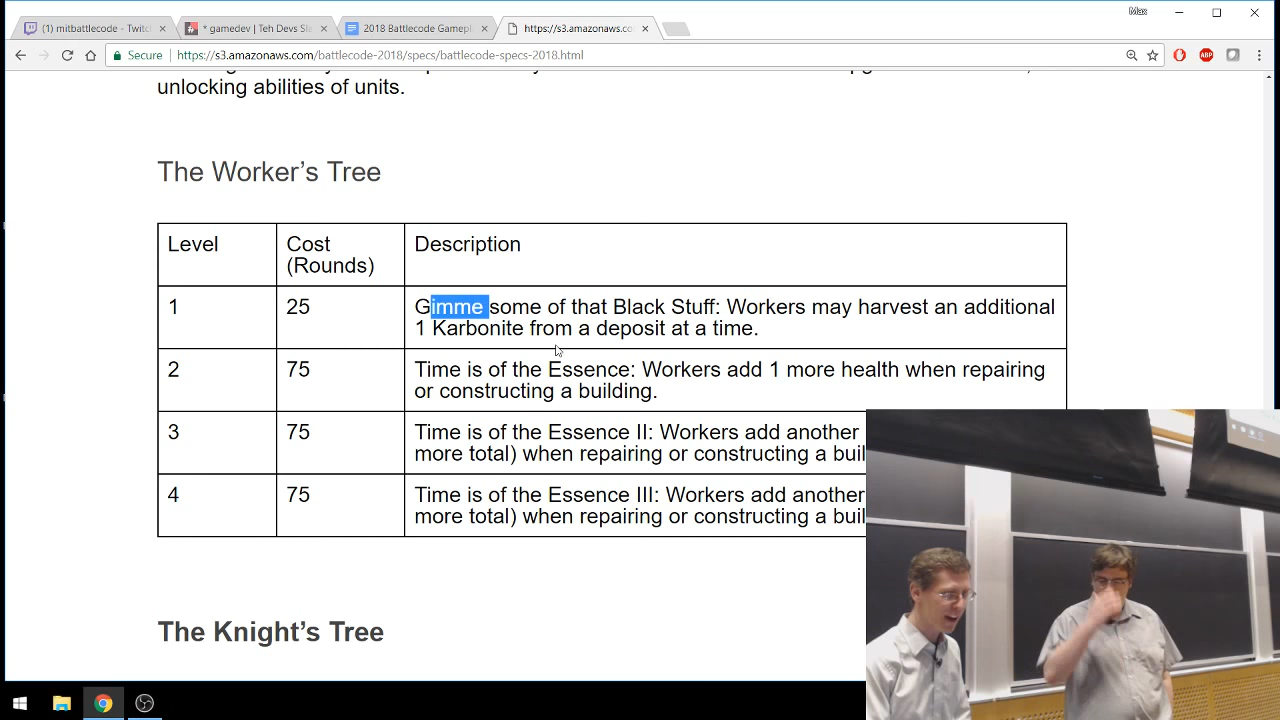 Max
(1) mitbattlecode - Twitch
* gamedev | Teh Devs Sla
2018 Battlecode Gamepl
https://s3.amazonaws.co
Secure
https://s3.amazonaws.com/battlecode-2018/specs/battlecode-specs-2018.html
ABP
unlocking abilities of units.
The Worker’s Tree
Level
Cost
(Rounds)
Description
1
25
Gimme some of that Black Stuff: Workers may harvest an additional
1 Karbonite from a deposit at a time.
2
75
Time is of the Essence: Workers add 1 more health when repairing
or constructing a building.
3
75
Time is of the Essence II: Workers add another
more total) when repairing or constructing a buil
4
75
Time is of the Essence III: Workers add another
more total) when repairing or constructing a buil
The Knight’s Tree